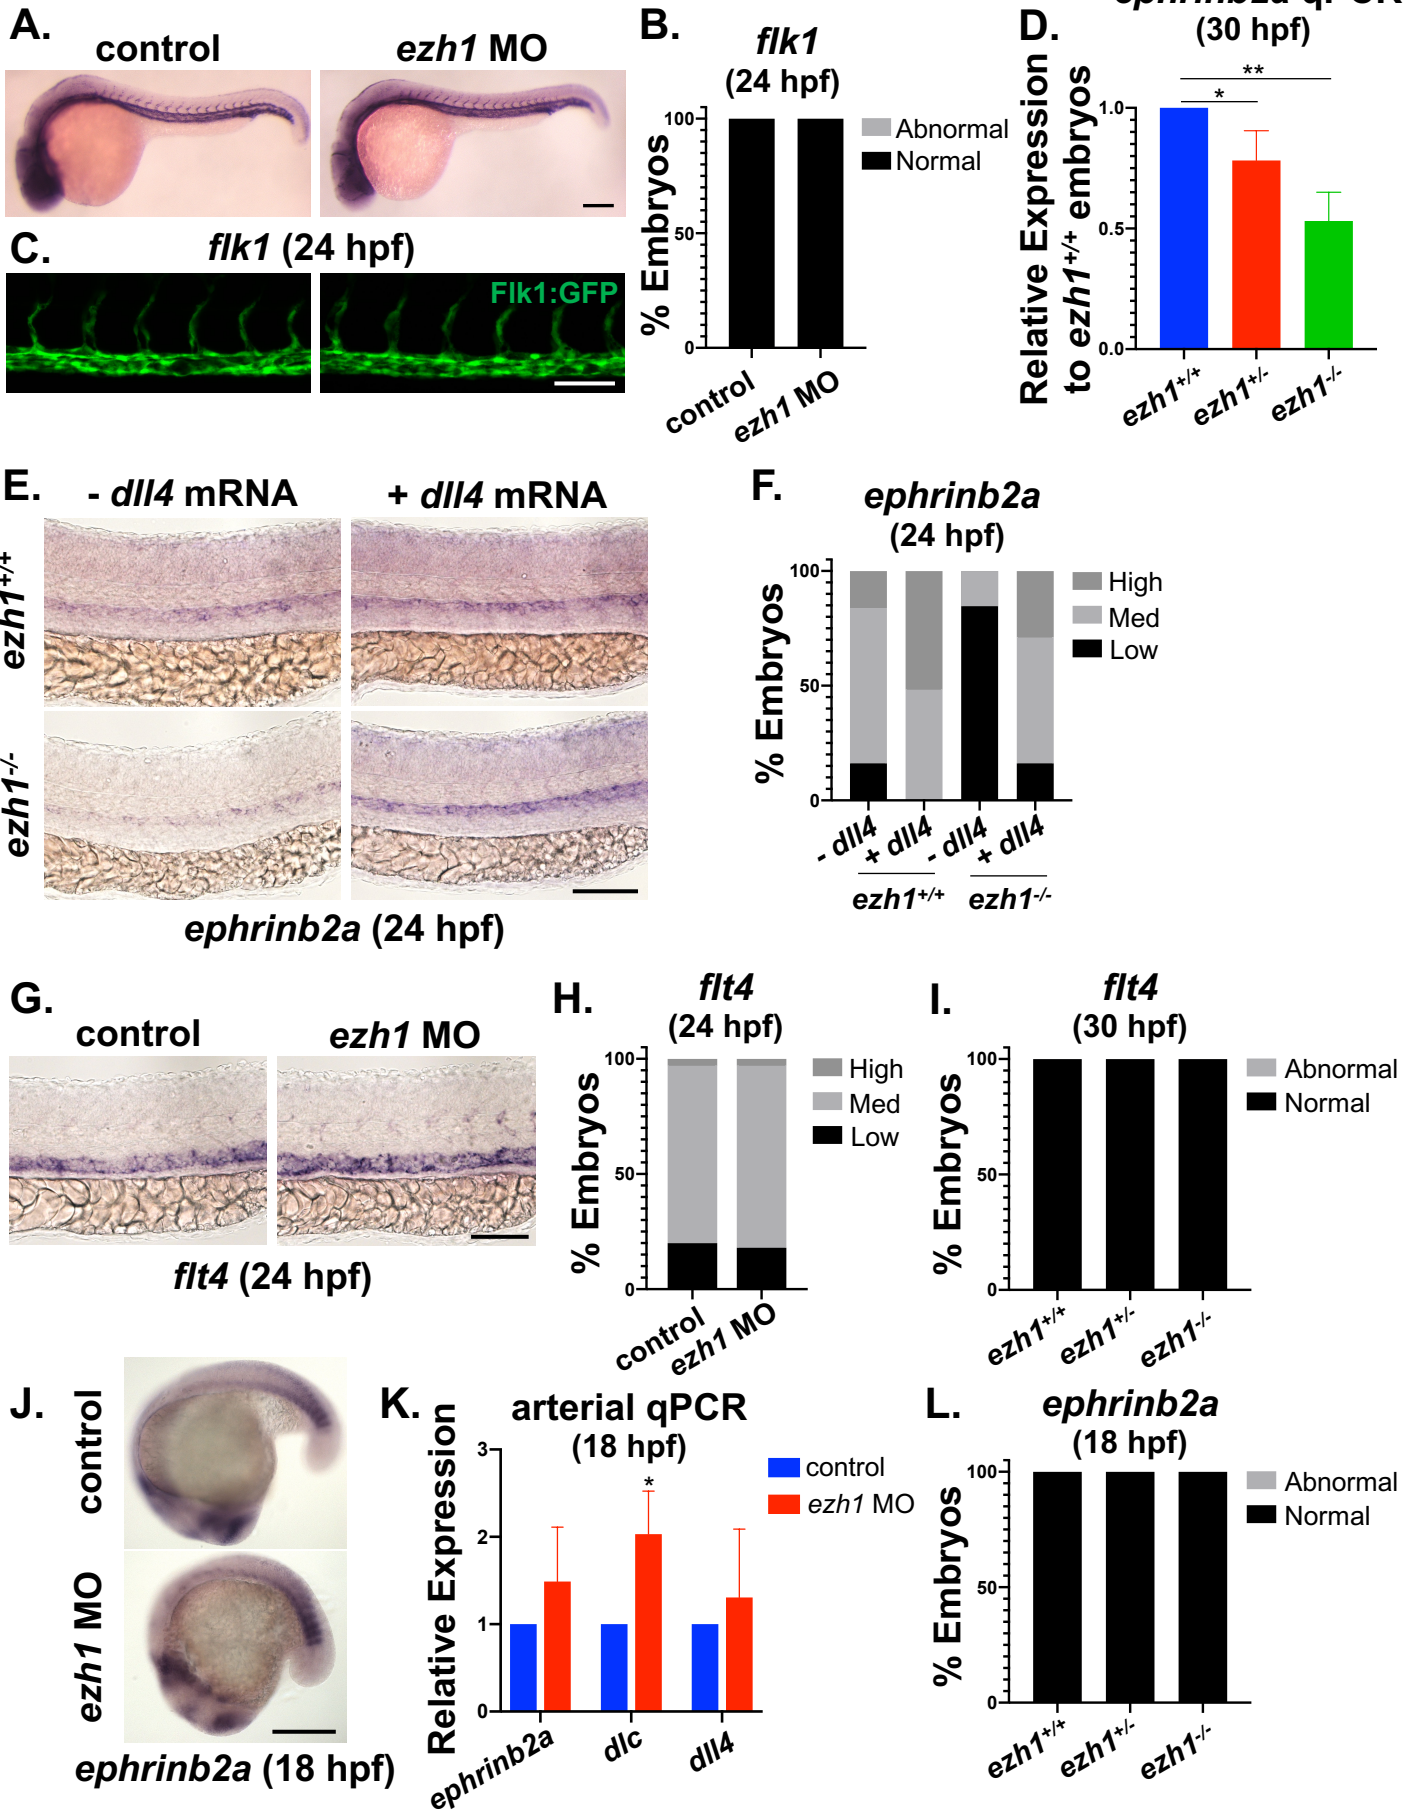 A.
control
ezh1 MO
flk1 (24 hpf)
B.
flk1
(24 hpf)
% Embryos
100
50
0
control
ezh1 MO
Abnormal
Normal
C.
Flk1:GFP
D.
ephrinb2a qPCR
(30 hpf)
Relative Expression
to ezh1+/+ embryos
**
*
1.0
0.5
0.0
ezh1+/+
ezh1+/-
ezh1-/-
E.
- dll4 mRNA
+ dll4 mRNA
ezh1+/+
ezh1-/-
ephrinb2a (24 hpf)
F.
ephrinb2a
(24 hpf)
% Embryos
100
50
0
High
Med
Low
- dll4
+ dll4
- dll4
+ dll4
ezh1+/+
ezh1-/-
G.
control
ezh1 MO
flt4 (24 hpf)
H.
flt4
(24 hpf)
% Embryos
100
50
0
High
Med
Low
control
ezh1 MO
I.
flt4
(30 hpf)
% Embryos
100
50
0
Abnormal
Normal
ezh1+/+
ezh1+/-
ezh1-/-
J.
control
ezh1 MO
ephrinb2a (18 hpf)
K.
arterial qPCR
(18 hpf)
Relative Expression
3
2
1
0
*
control
ezh1 MO
ephrinb2a
dlc
dll4
L.
ephrinb2a
(18 hpf)
% Embryos
100
50
0
Abnormal
Normal
ezh1+/+
ezh1+/-
ezh1-/-